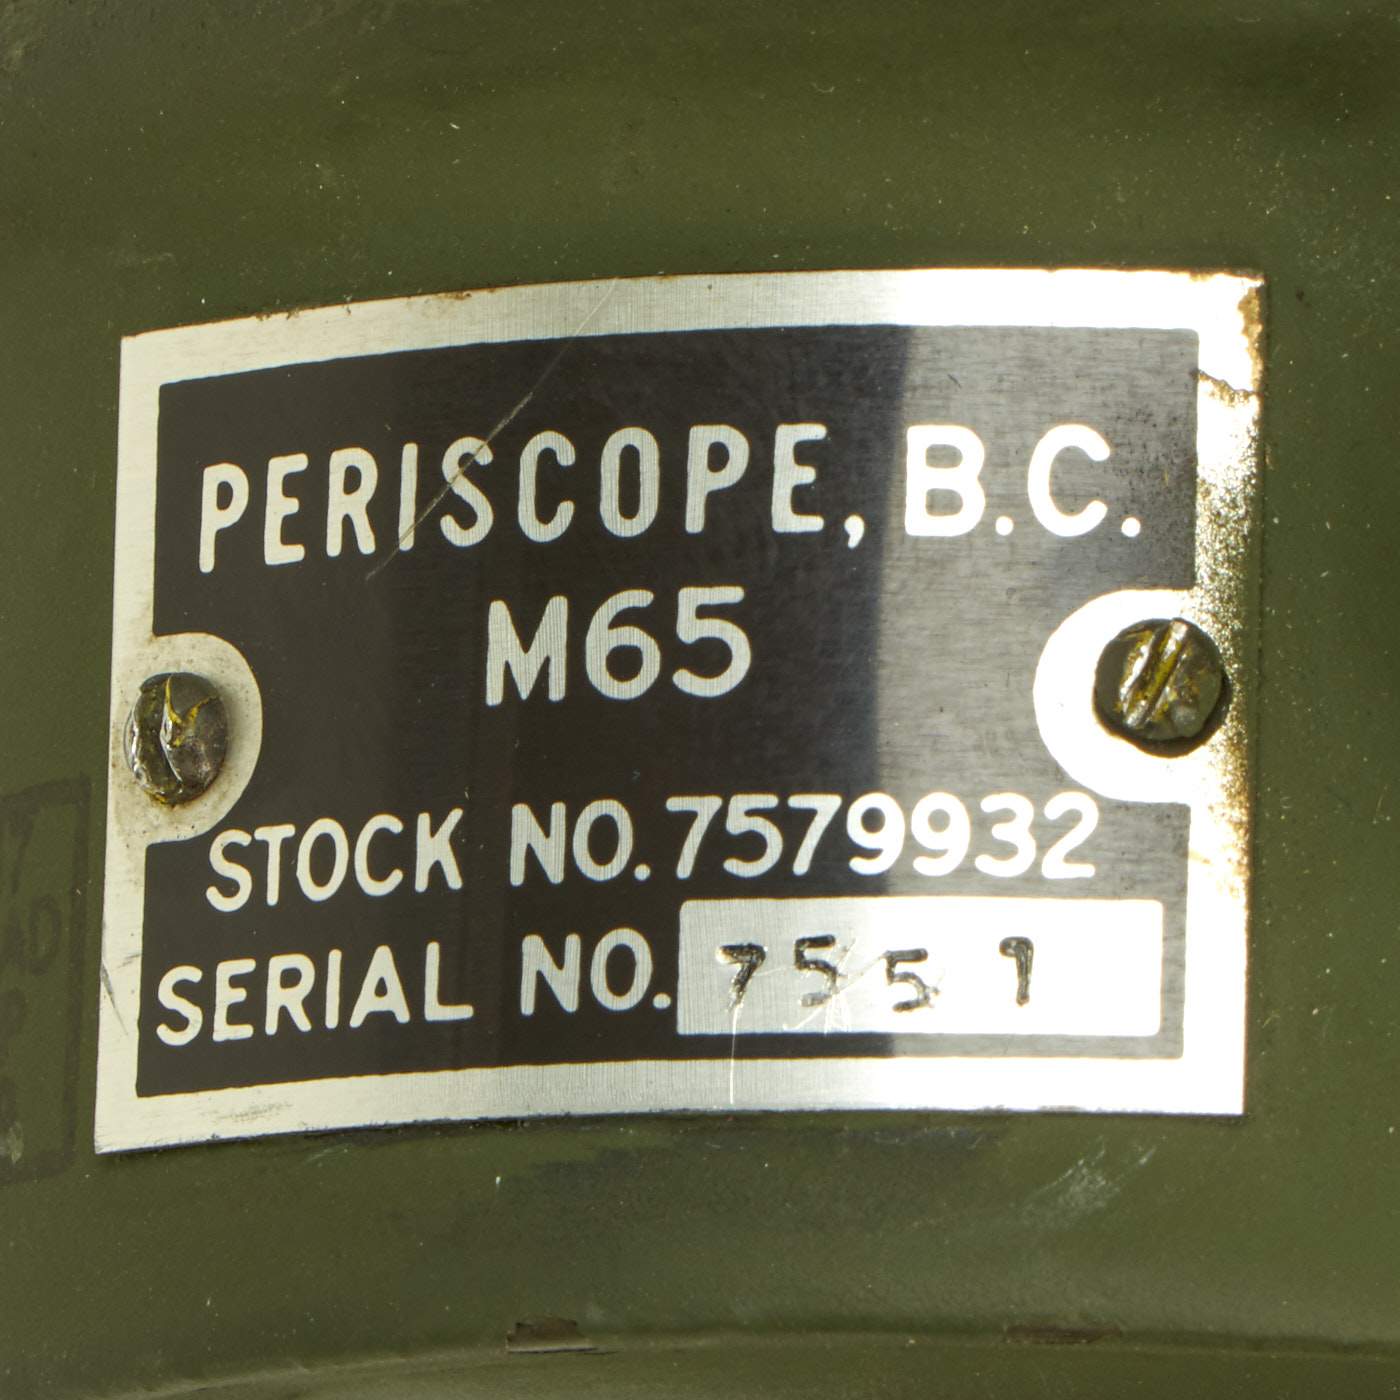 PERISCOPE, B.C.
M65
STOCK NO. 7579932
SERIAL NO. 7551